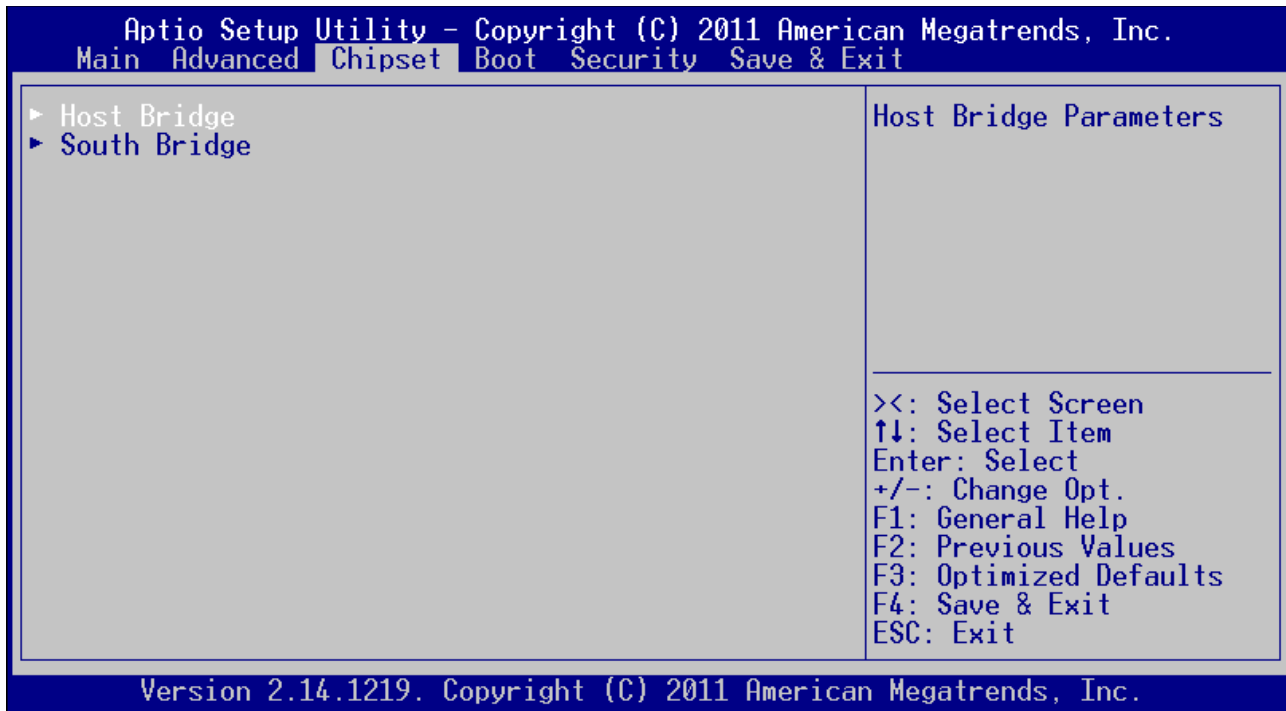 Aptio Setup Utility – Copyright (C) 2011 American Megatrends, Inc.
Main Advanced Chipset Boot Security Save & Exit
► Host Bridge
► South Bridge
Host Bridge Parameters
><: Select Screen
↑↓: Select Item
Enter: Select
+/-: Change Opt.
F1: General Help
F2: Previous Values
F3: Optimized Defaults
F4: Save & Exit
ESC: Exit
Version 2.14.1219. Copyright (C) 2011 American Megatrends, Inc.